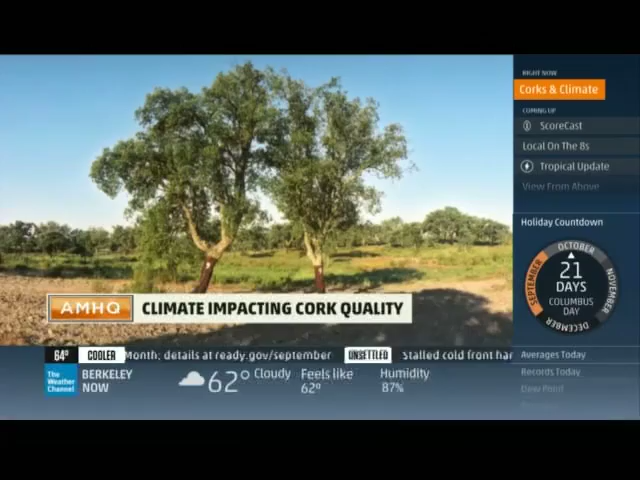 RIGHT NOW
Corks & Climate
COMING UP
ScoreCast
Local On The 8s
Tropical Update
View From Above
Holiday Countdown
OCTOBER
SEPTEMBER
NOVEMBER
DECEMBER
21
DAYS
COLUMBUS
DAY
AMHQ
CLIMATE IMPACTING CORK QUALITY
64° COOLER Month; details at ready.gov/september UNSETTLED Stalled cold front har
The
Weather
Channel
BERKELEY
NOW
62° Cloudy
Feels like
62°
Humidity
87%
Averages Today
Records Today
Dew Point